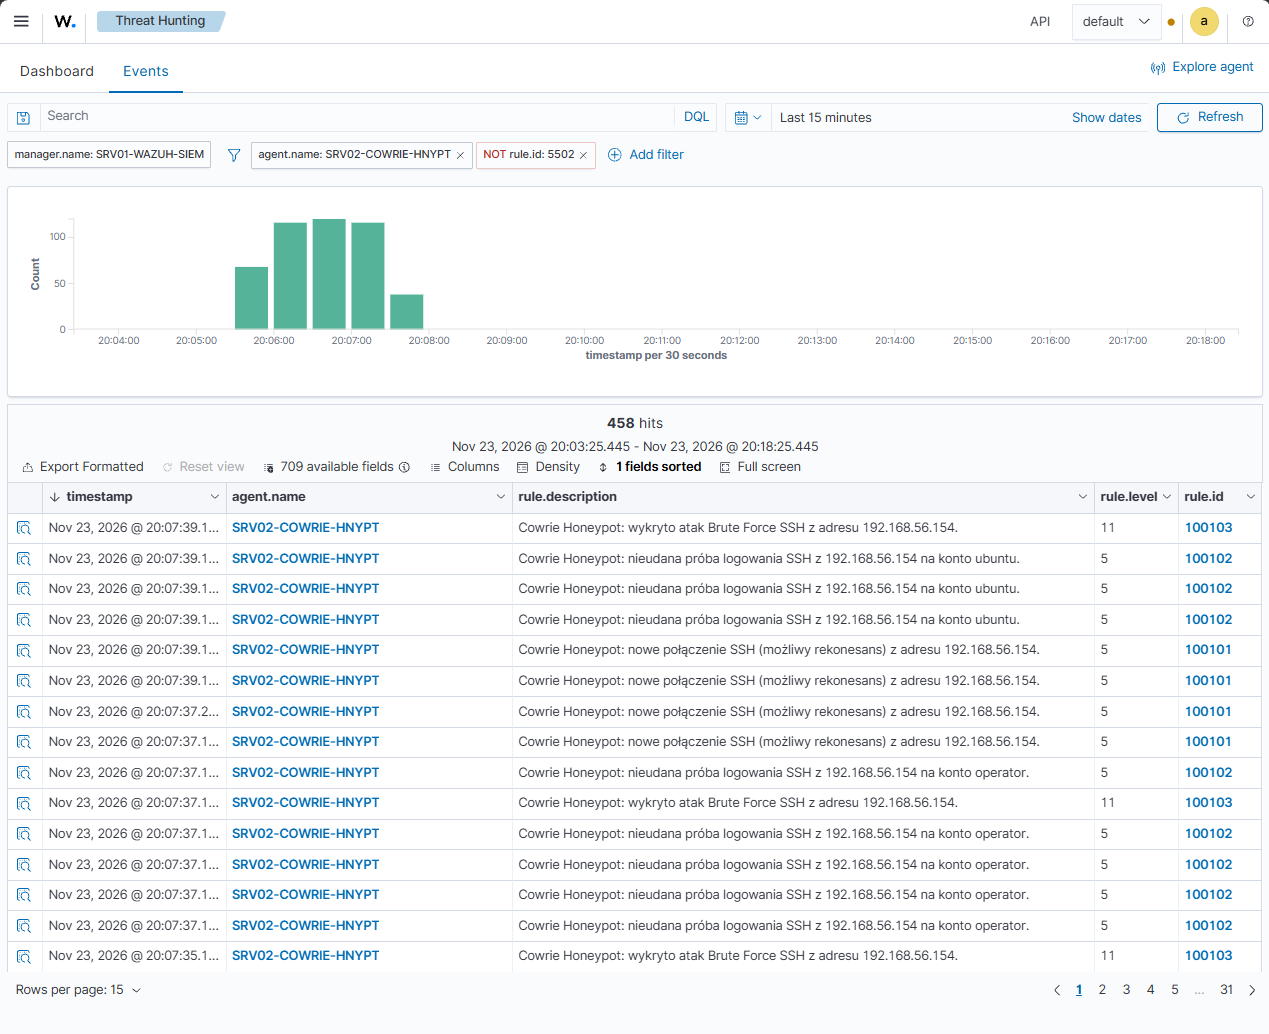 W. Threat Hunting API default a
Dashboard Events Explore agent
Search DQL Last 15 minutes Show dates Refresh
manager.name: SRV01-WAZUH-SIEM agent.name: SRV02-COWRIE-HNYPT × NOT rule.id: 5502 × Add filter
Count
100
50
0
20:04:00 20:05:00 20:06:00 20:07:00 20:08:00 20:09:00 20:10:00 20:11:00 20:12:00 20:13:00 20:14:00 20:15:00 20:16:00 20:17:00 20:18:00
timestamp per 30 seconds
458 hits
Nov 23, 2026 @ 20:03:25.445 - Nov 23, 2026 @ 20:18:25.445
Export Formatted Reset view 709 available fields Columns Density 1 fields sorted Full screen
timestamp agent.name rule.description rule.level rule.id
Nov 23, 2026 @ 20:07:39.1... SRV02-COWRIE-HNYPT Cowrie Honeypot: wykryto atak Brute Force SSH z adresu 192.168.56.154. 11 100103
Nov 23, 2026 @ 20:07:39.1... SRV02-COWRIE-HNYPT Cowrie Honeypot: nieudana próba logowania SSH z 192.168.56.154 na konto ubuntu. 5 100102
Nov 23, 2026 @ 20:07:39.1... SRV02-COWRIE-HNYPT Cowrie Honeypot: nieudana próba logowania SSH z 192.168.56.154 na konto ubuntu. 5 100102
Nov 23, 2026 @ 20:07:39.1... SRV02-COWRIE-HNYPT Cowrie Honeypot: nieudana próba logowania SSH z 192.168.56.154 na konto ubuntu. 5 100102
Nov 23, 2026 @ 20:07:39.1... SRV02-COWRIE-HNYPT Cowrie Honeypot: nowe połączenie SSH (możliwy rekonesans) z adresu 192.168.56.154. 5 100101
Nov 23, 2026 @ 20:07:39.1... SRV02-COWRIE-HNYPT Cowrie Honeypot: nowe połączenie SSH (możliwy rekonesans) z adresu 192.168.56.154. 5 100101
Nov 23, 2026 @ 20:07:37.2... SRV02-COWRIE-HNYPT Cowrie Honeypot: nowe połączenie SSH (możliwy rekonesans) z adresu 192.168.56.154. 5 100101
Nov 23, 2026 @ 20:07:37.1... SRV02-COWRIE-HNYPT Cowrie Honeypot: nowe połączenie SSH (możliwy rekonesans) z adresu 192.168.56.154. 5 100101
Nov 23, 2026 @ 20:07:37.1... SRV02-COWRIE-HNYPT Cowrie Honeypot: nieudana próba logowania SSH z 192.168.56.154 na konto operator. 5 100102
Nov 23, 2026 @ 20:07:37.1... SRV02-COWRIE-HNYPT Cowrie Honeypot: wykryto atak Brute Force SSH z adresu 192.168.56.154. 11 100103
Nov 23, 2026 @ 20:07:37.1... SRV02-COWRIE-HNYPT Cowrie Honeypot: nieudana próba logowania SSH z 192.168.56.154 na konto operator. 5 100102
Nov 23, 2026 @ 20:07:37.1... SRV02-COWRIE-HNYPT Cowrie Honeypot: nieudana próba logowania SSH z 192.168.56.154 na konto operator. 5 100102
Nov 23, 2026 @ 20:07:37.1... SRV02-COWRIE-HNYPT Cowrie Honeypot: nieudana próba logowania SSH z 192.168.56.154 na konto operator. 5 100102
Nov 23, 2026 @ 20:07:37.1... SRV02-COWRIE-HNYPT Cowrie Honeypot: nieudana próba logowania SSH z 192.168.56.154 na konto operator. 5 100102
Nov 23, 2026 @ 20:07:35.1... SRV02-COWRIE-HNYPT Cowrie Honeypot: wykryto atak Brute Force SSH z adresu 192.168.56.154. 11 100103
Rows per page: 15 1 2 3 4 5 ... 31